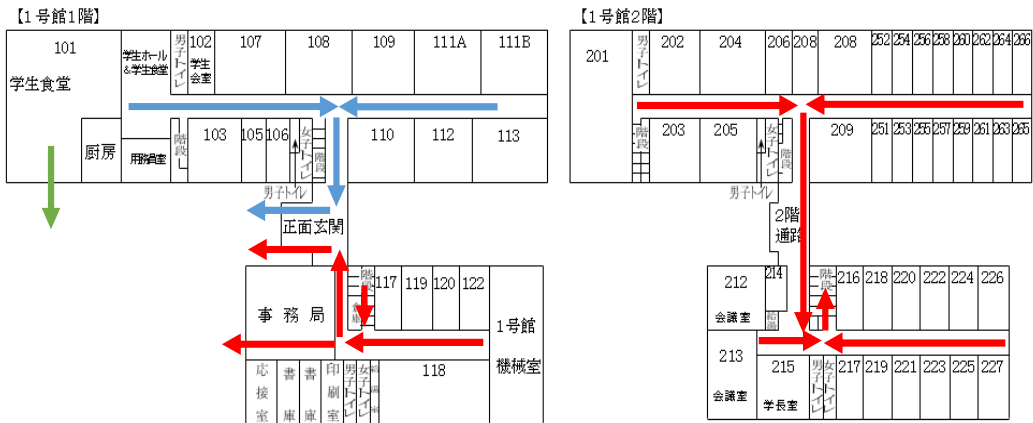 【1号館1階】
101
学生食堂
学生ホール
&学生食堂
男子トイレ
102
学生
会室
107
108
109
111A
111B
厨房
用務員室
階段
103
105
106
男子トイレ
女子トイレ
階段
110
112
113
正面玄関
事務局
階段
金庫
117
119
120
122
1号館
機械室
応接室
書庫
書庫
印刷室
男子トイレ
女子トイレ
給湯室
118
【1号館2階】
201
男子トイレ
202
204
206
208
208
252
254
256
258
260
262
264
266
階段
203
205
男子トイレ
女子トイレ
階段
209
251
253
255
257
259
261
263
265
2階
通路
212
会議室
214
給湯
階段
216
218
220
222
224
226
213
会議室
215
学長室
男子トイレ
女子トイレ
217
219
221
223
225
227